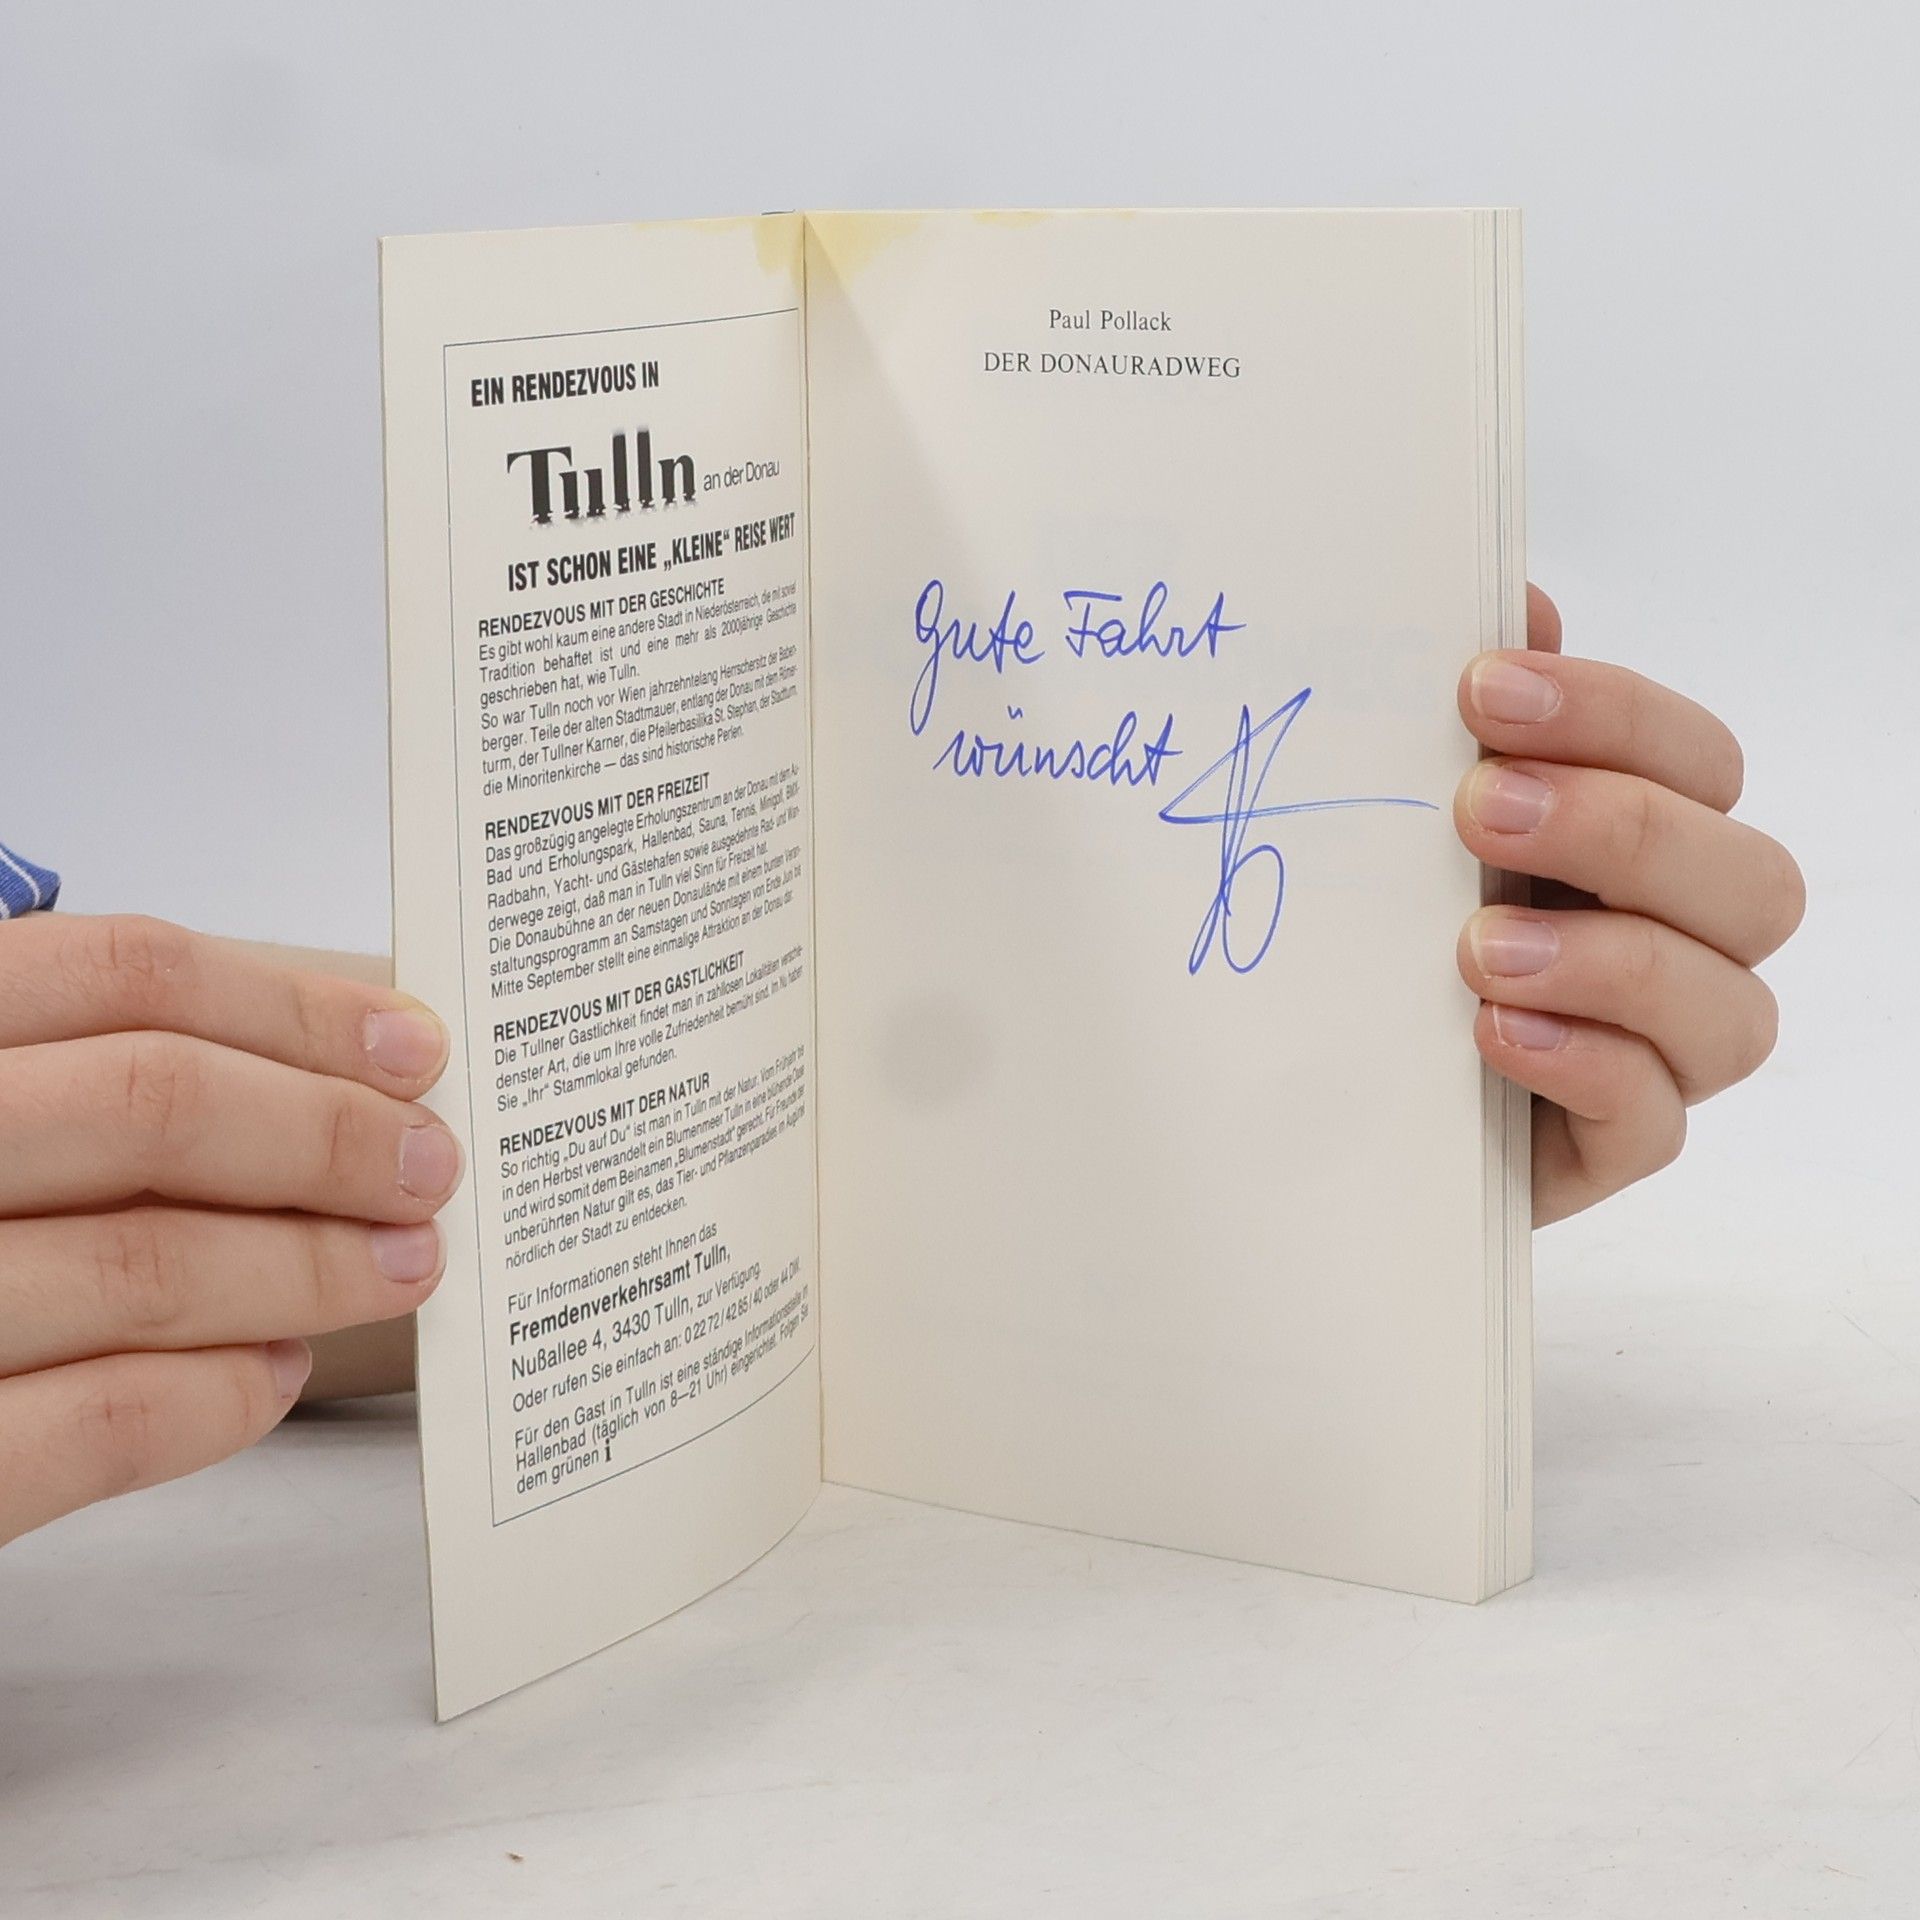 EIN RENDEZVOUS IN
Tulln an der Donau
IST SCHON EINE „KLEINE“ REISE WERT
RENDEZVOUS MIT DER GESCHICHTE
Es gibt wohl kaum eine andere Stadt in Niederösterreich, die mit soviel
Tradition behaftet ist und eine mehr als 2000jährige Geschichte
geschrieben hat, wie Tulln.
So war Tulln noch vor Wien jahrzehntelang Herrschersitz der Baben-
berger. Teile der alten Stadtmauer, entlang der Donau mit dem Römer-
turm, der Tullner Karner, die Pfeilerbasilika St. Stephan, der Stadtturm,
die Minoritenkirche — das sind historische Perlen.
RENDEZVOUS MIT DER FREIZEIT
Das großzügig angelegte Erholungszentrum an der Donau mit dem Au-
Bad und Erholungspark, Hallenbad, Sauna, Tennis, Minigolf, BMX-
Radbahn, Yacht- und Gästehafen sowie ausgedehnte Rad- und Wan-
derwege zeigt, daß man in Tulln viel Sinn für Freizeit hat.
Die Donaubühne an der neuen Donaulände mit einem bunten Veran-
staltungsprogramm an Samstagen und Sonntagen von Ende Juni bis
Mitte September stellt eine einmalige Attraktion an der Donau dar.
RENDEZVOUS MIT DER GASTLICHKEIT
Die Tullner Gastlichkeit findet man in zahllosen Lokalitäten verschie-
denster Art, die um Ihre volle Zufriedenheit bemüht sind. Im Nu haben
Sie „Ihr“ Stammlokal gefunden.
RENDEZVOUS MIT DER NATUR
So richtig „Du auf Du“ ist man in Tulln mit der Natur. Vom Frühjahr bis
in den Herbst verwandelt ein Blumenmeer Tulln in eine blühende Oase
und wird somit dem Beinamen „Blumenstadt“ gerecht. Für Freunde der
unberührten Natur gilt es, das Tier- und Pflanzenparadies im Augürtel
nördlich der Stadt zu entdecken.
Für Informationen steht Ihnen das
Fremdenverkehrsamt Tulln,
Nußallee 4, 3430 Tulln, zur Verfügung.
Oder rufen Sie einfach an: 0 22 72 / 42 85 / 40 oder 44 DW.
Für den Gast in Tulln ist eine ständige Informationsstelle im
Hallenbad (täglich von 8—21 Uhr) eingerichtet. Folgen Sie
dem grünen i
Paul Pollack
DER DONAURADWEG
Gute Fahrt
wünscht